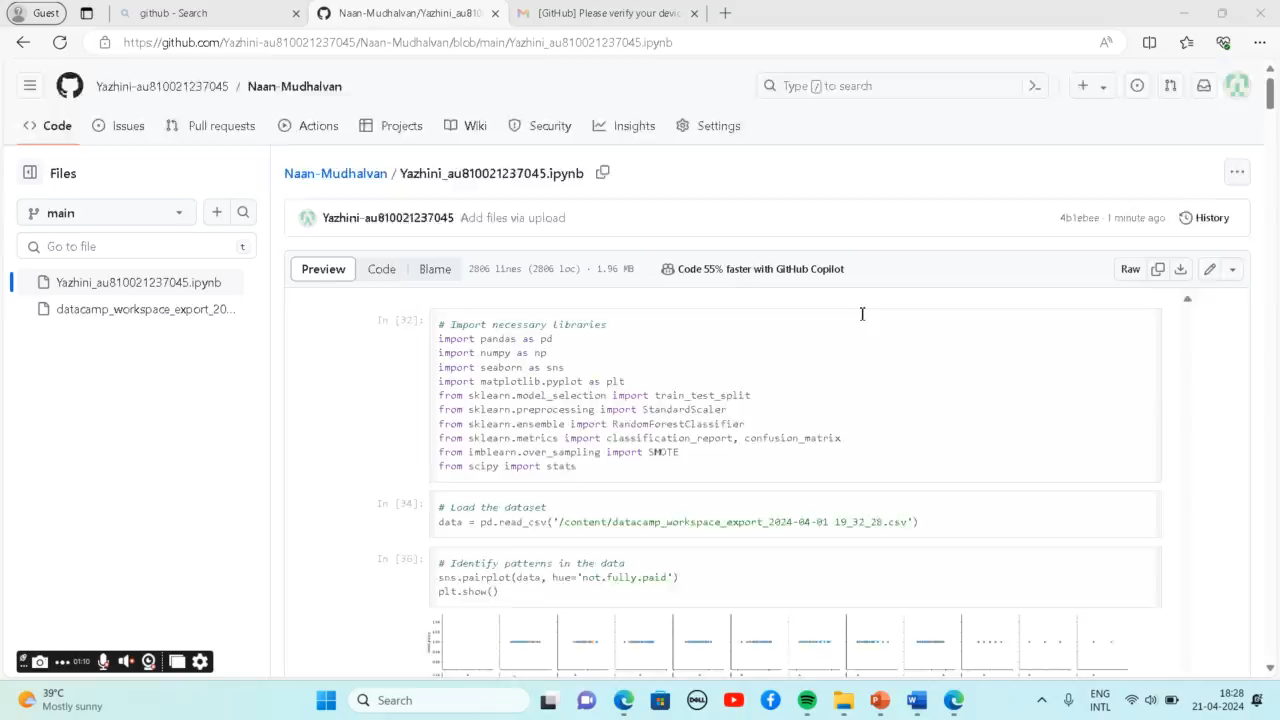 Guest
github - Search
Naan-Mudhalvan/Yazhini_au810
[GitHub] Please verify your devic
https://github.com/Yazhini-au810021237045/Naan-Mudhalvan/blob/main/Yazhini_au810021237045.ipynb
Yazhini-au810021237045 / Naan-Mudhalvan
Type / to search
Code
Issues
Pull requests
Actions
Projects
Wiki
Security
Insights
Settings
Files
Naan-Mudhalvan / Yazhini_au810021237045.ipynb
main
Yazhini-au810021237045 Add files via upload
4b1ebee · 1 minute ago
History
Go to file
t
Preview
Code
Blame
2806 lines (2806 loc) · 1.96 MB
Code 55% faster with GitHub Copilot
Raw
Yazhini_au810021237045.ipynb
datacamp_workspace_export_20...
In [32]:
# Import necessary libraries
import pandas as pd
import numpy as np
import seaborn as sns
import matplotlib.pyplot as plt
from sklearn.model_selection import train_test_split
from sklearn.preprocessing import StandardScaler
from sklearn.ensemble import RandomForestClassifier
from sklearn.metrics import classification_report, confusion_matrix
from imblearn.over_sampling import SMOTE
from scipy import stats
In [34]:
# Load the dataset
data = pd.read_csv('/content/datacamp_workspace_export_2024-04-01 19_32_28.csv')
In [36]:
# Identify patterns in the data
sns.pairplot(data, hue='not.fully.paid')
plt.show()
01:10
39°C
Mostly sunny
Search
DELL
ENG
INTL
18:28
21-04-2024